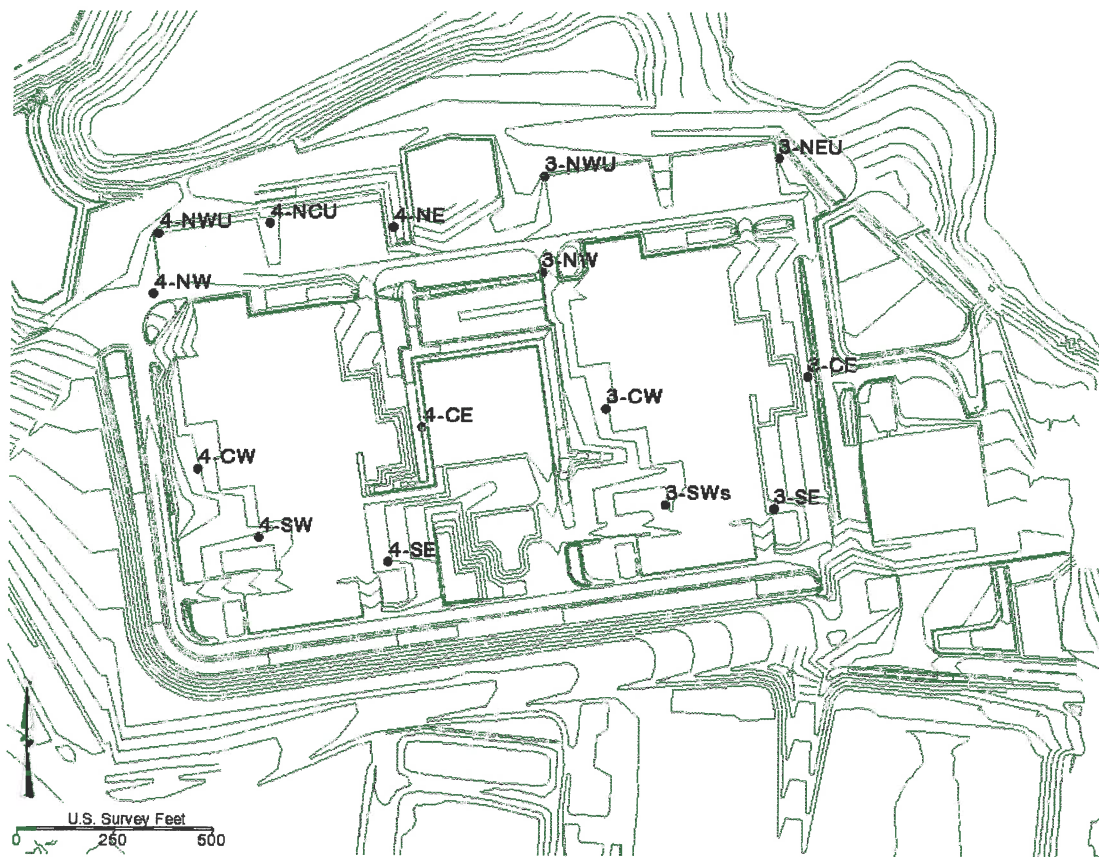 3-NEU
3-NWU
4-NWU
4-NCU
4-NE
3-NW
4-NW
3-CE
3-CW
4-CE
4-CW
3-SWs
3-SE
4-SW
4-SE
U.S. Survey Feet
0 250 500